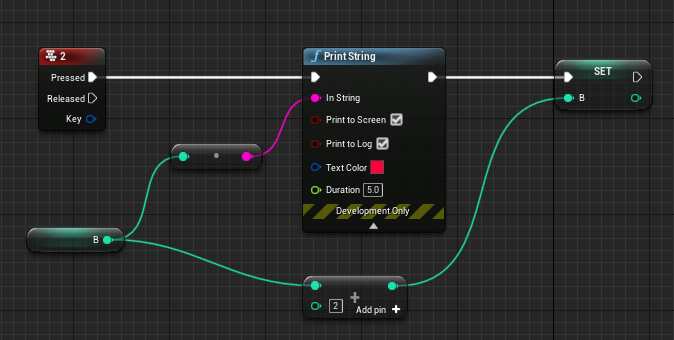 2
Pressed
Released
Key
Print String
In String
Print to Screen
Print to Log
Text Color
Duration 5.0
Development Only
SET
B
B
2
Add pin +